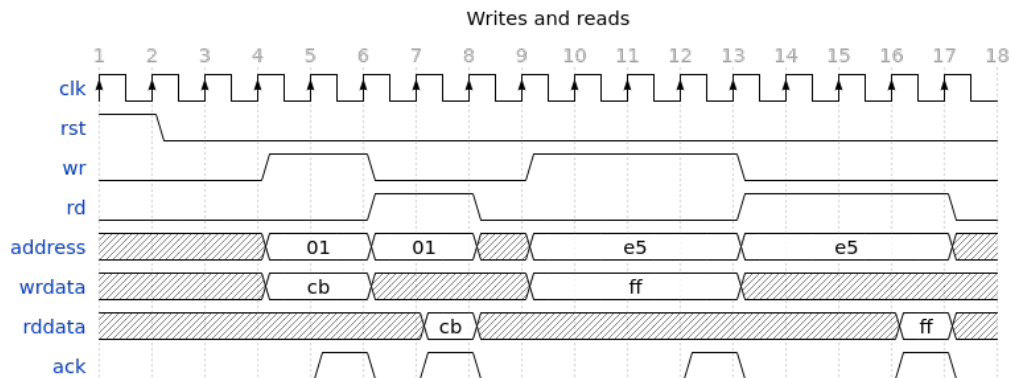 Writes and reads
1 2 3 4 5 6 7 8 9 10 11 12 13 14 15 16 17 18
clk
rst
wr
rd
address 01 01 e5 e5
wrdata cb ff
rddata cb ff
ack